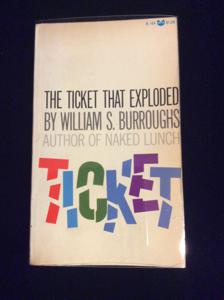 THE TICKET THAT EXPLODED
BY WILLIAM S. BURROUGHS
AUTHOR OF NAKED LUNCH
TICKET